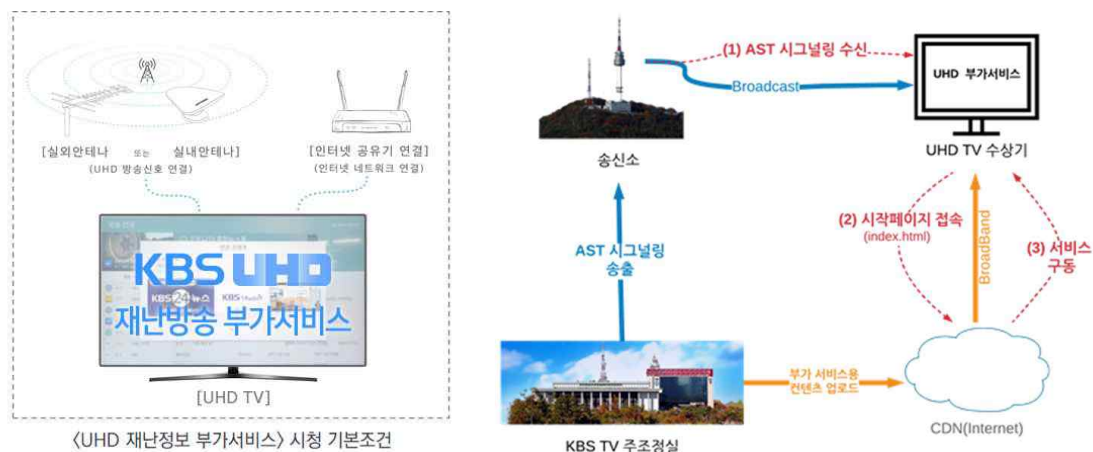 [실외안테나 또는 실내안테나]
(UHD 방송신호 연결)
[인터넷 공유기 연결]
(인터넷 네트워크 연결)
KBS UHD
KBS 24 뉴스
재난방송 부가서비스
[UHD TV]
〈UHD 재난정보 부가서비스〉 시청 기본조건
(1) AST 시그널링 수신
Broadcast
UHD 부가서비스
송신소
UHD TV 수상기
AST 시그널링
송출
(2) 시작페이지 접속
(index.html)
BroadBand
(3) 서비스
구동
부가 서비스용
컨텐츠 업로드
KBS TV 주조정실
CDN(Internet)